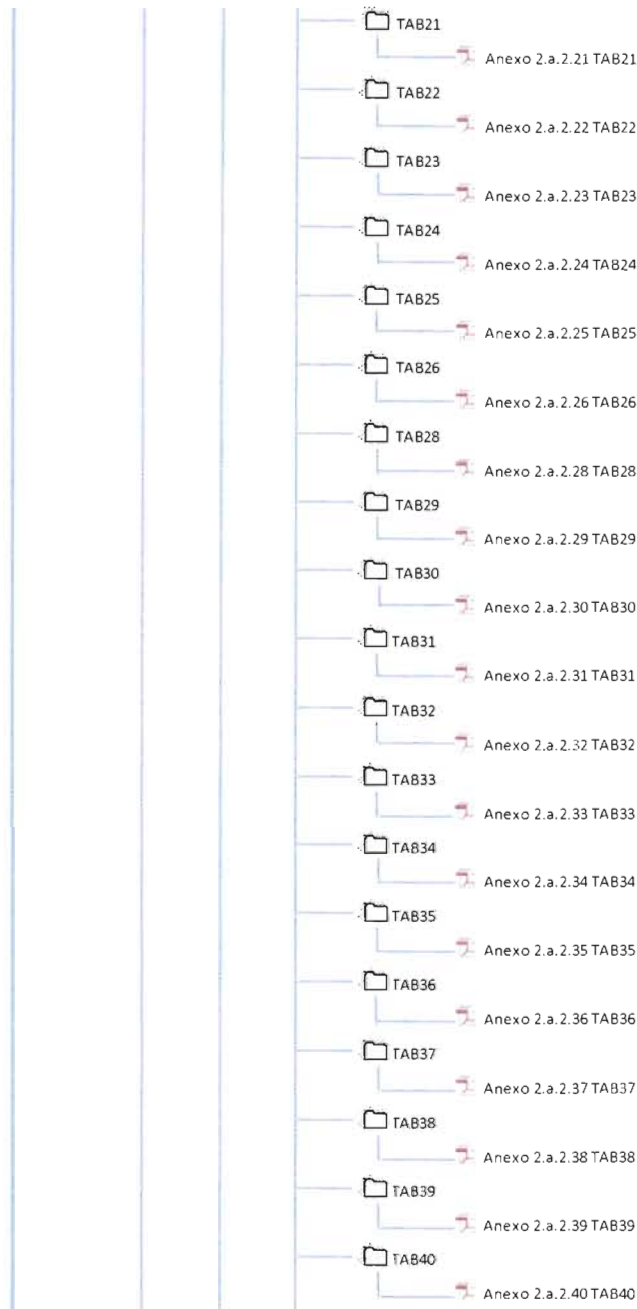 TAB21
Anexo 2.a.2.21 TAB21
TAB22
Anexo 2.a.2.22 TAB22
TAB23
Anexo 2.a.2.23 TAB23
TAB24
Anexo 2.a.2.24 TAB24
TAB25
Anexo 2.a.2.25 TAB25
TAB26
Anexo 2.a.2.26 TAB26
TAB28
Anexo 2.a.2.28 TAB28
TAB29
Anexo 2.a.2.29 TAB29
TAB30
Anexo 2.a.2.30 TAB30
TAB31
Anexo 2.a.2.31 TAB31
TAB32
Anexo 2.a.2.32 TAB32
TAB33
Anexo 2.a.2.33 TAB33
TAB34
Anexo 2.a.2.34 TAB34
TAB35
Anexo 2.a.2.35 TAB35
TAB36
Anexo 2.a.2.36 TAB36
TAB37
Anexo 2.a.2.37 TAB37
TAB38
Anexo 2.a.2.38 TAB38
TAB39
Anexo 2.a.2.39 TAB39
TAB40
Anexo 2.a.2.40 TAB40